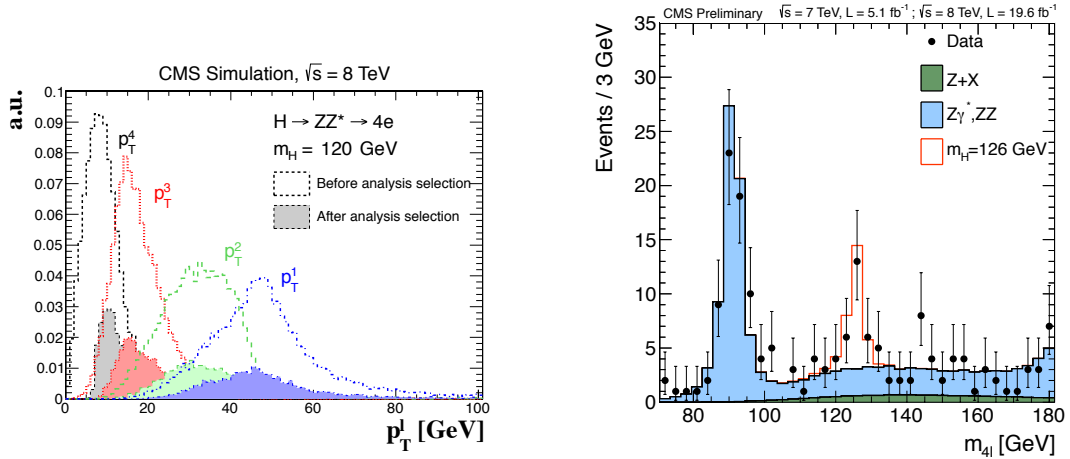 CMS Simulation, √s = 8 TeV
a.u.
0.1
0.09
0.08
0.07
0.06
0.05
0.04
0.03
0.02
0.01
0
H → ZZ* → 4e
m_H = 120 GeV
Before analysis selection
After analysis selection
p_T^4
p_T^3
p_T^2
p_T^1
0 20 40 60 80 100
p_T^l [GeV]
CMS Preliminary √s = 7 TeV, L = 5.1 fb⁻¹ ; √s = 8 TeV, L = 19.6 fb⁻¹
Events / 3 GeV
35
30
25
20
15
10
5
0
Data
Z+X
Zγ*,ZZ
m_H=126 GeV
80 100 120 140 160 180
m_4l [GeV]